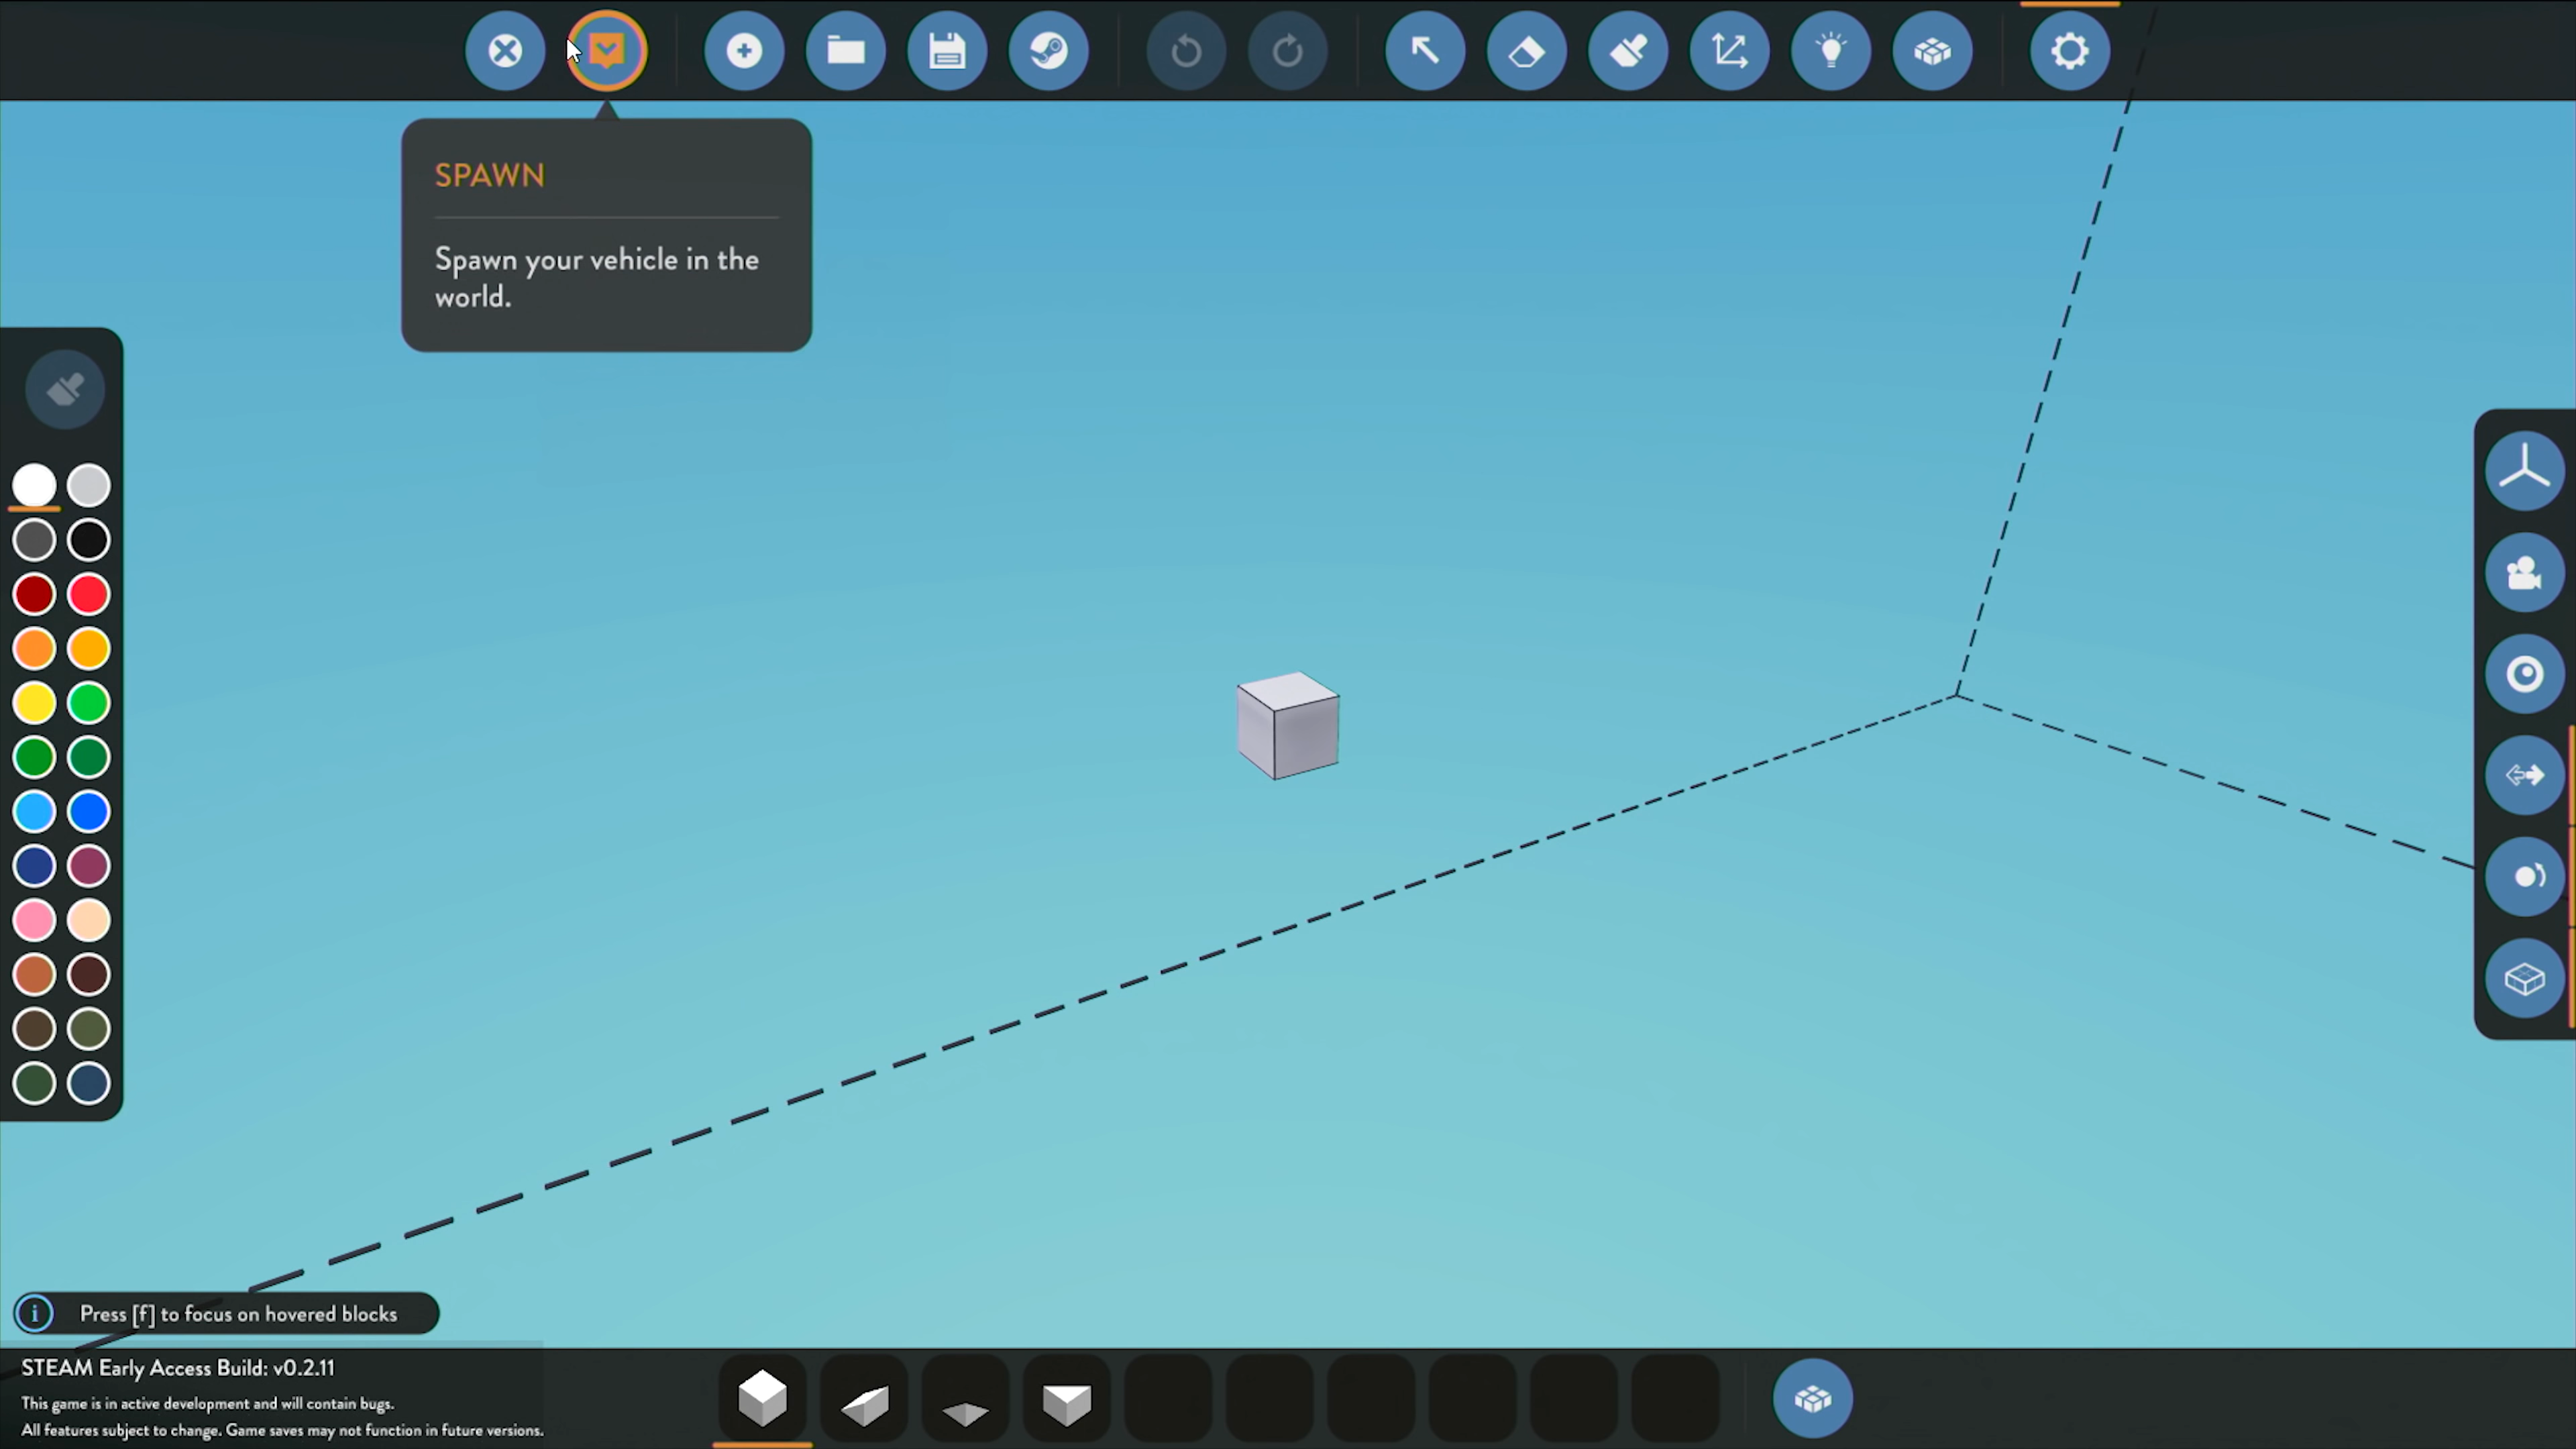 SPAWN
Spawn your vehicle in the
world.
Press [f] to focus on hovered blocks
STEAM Early Access Build: v0.2.11
This game is in active development and will contain bugs.
All features subject to change. Game saves may not function in future versions.